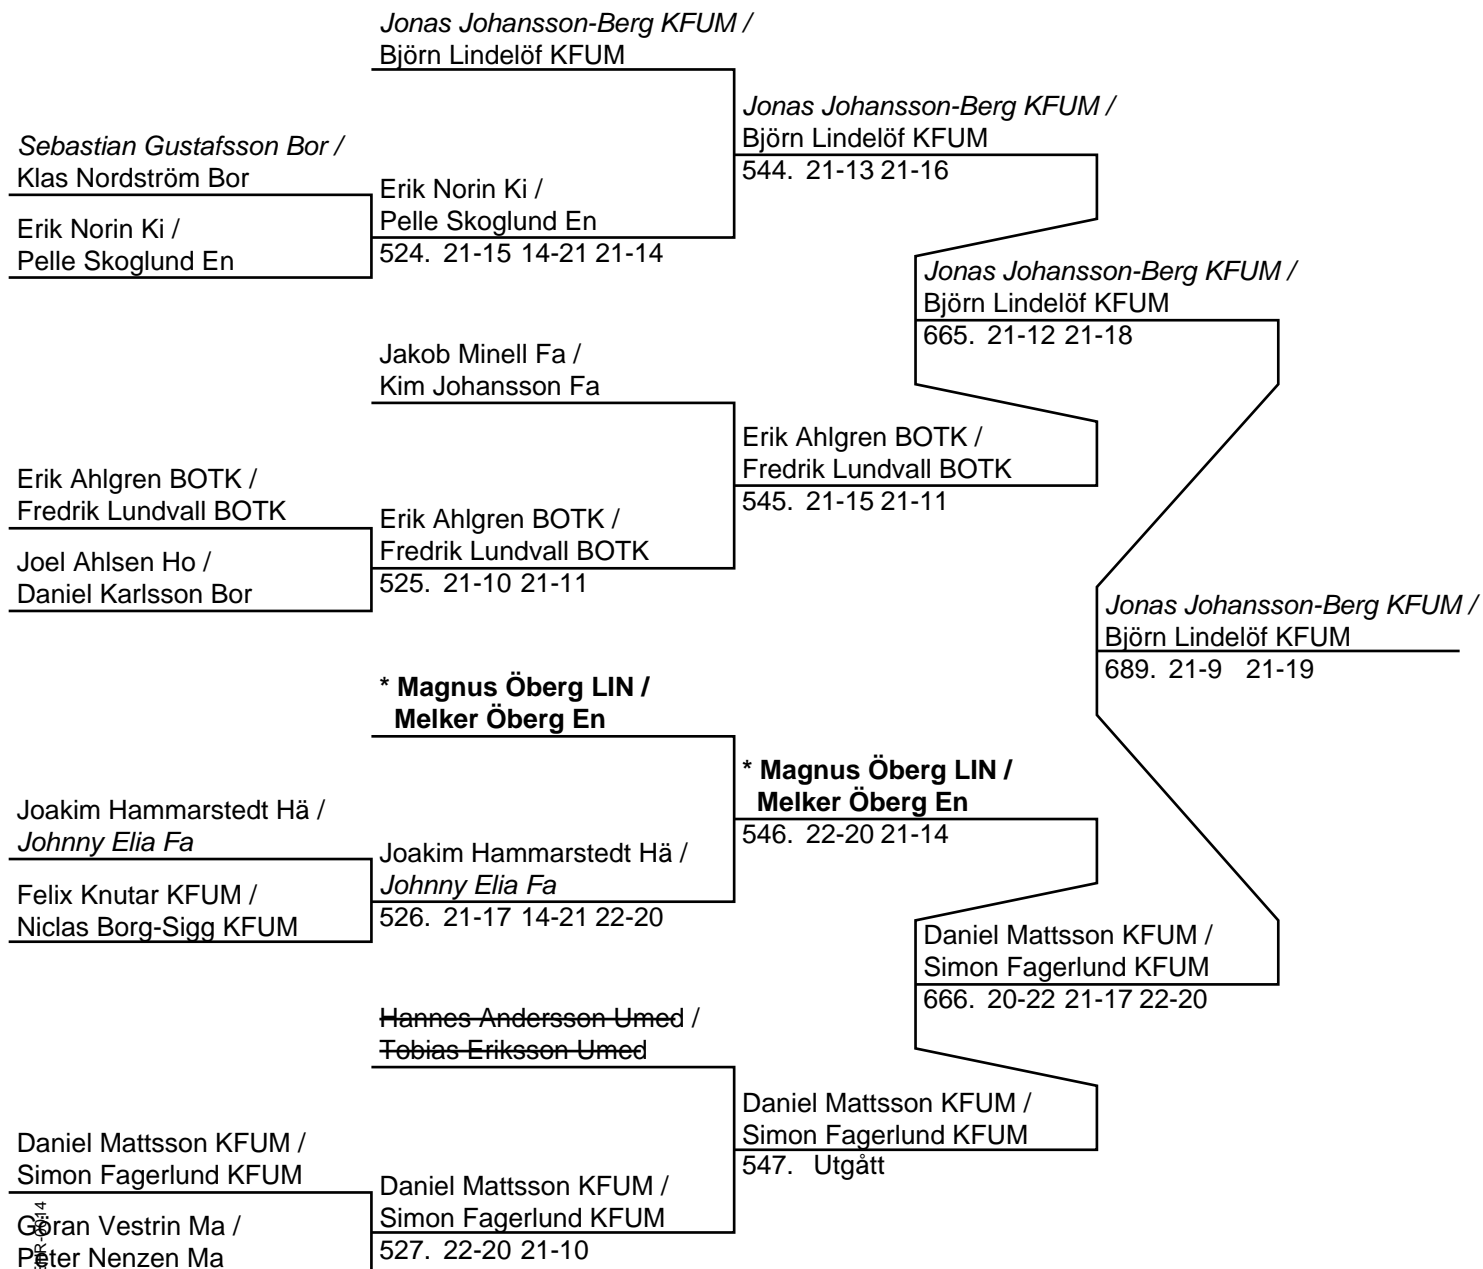 Jonas Johansson-Berg KFUM /
Björn Lindelöf KFUM
Jonas Johansson-Berg KFUM /
Björn Lindelöf KFUM
544. 21-13 21-16
Sebastian Gustafsson Bor /
Klas Nordström Bor
Erik Norin Ki /
Pelle Skoglund En
Erik Norin Ki /
Pelle Skoglund En
524. 21-15 14-21 21-14
Jonas Johansson-Berg KFUM /
Björn Lindelöf KFUM
665. 21-12 21-18
Jakob Minell Fa /
Kim Johansson Fa
Erik Ahlgren BOTK /
Fredrik Lundvall BOTK
545. 21-15 21-11
Erik Ahlgren BOTK /
Fredrik Lundvall BOTK
Joel Ahlsen Ho /
Daniel Karlsson Bor
Erik Ahlgren BOTK /
Fredrik Lundvall BOTK
525. 21-10 21-11
Jonas Johansson-Berg KFUM /
Björn Lindelöf KFUM
689. 21-9 21-19
* Magnus Öberg LIN /
Melker Öberg En
* Magnus Öberg LIN /
Melker Öberg En
546. 22-20 21-14
Joakim Hammarstedt Hä /
Johnny Elia Fa
Felix Knutar KFUM /
Niclas Borg-Sigg KFUM
Joakim Hammarstedt Hä /
Johnny Elia Fa
526. 21-17 14-21 22-20
Daniel Mattsson KFUM /
Simon Fagerlund KFUM
666. 20-22 21-17 22-20
Hannes Andersson Umed /
Tobias Eriksson Umed
Daniel Mattsson KFUM /
Simon Fagerlund KFUM
547. Utgått
Daniel Mattsson KFUM /
Simon Fagerlund KFUM
Göran Vestrin Ma /
Peter Nenzen Ma
Daniel Mattsson KFUM /
Simon Fagerlund KFUM
527. 22-20 21-10